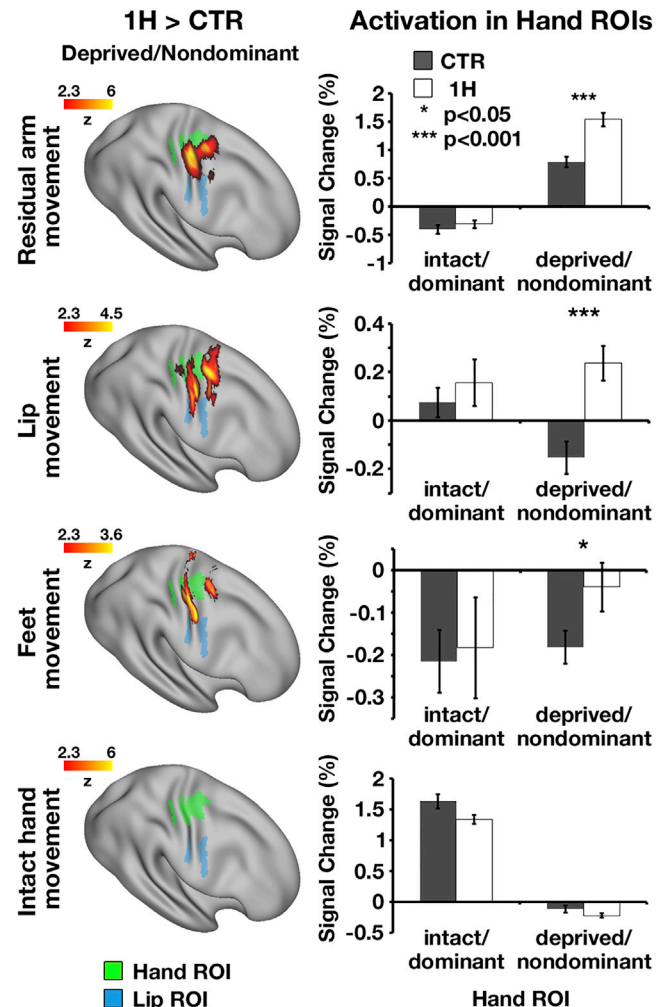 1H > CTR
Deprived/Nondominant
Activation in Hand ROIs
CTR
1H
* p<0.05
*** p<0.001
Residual arm
movement
2.3 6
z
Signal Change (%)
2
1.5
1
0.5
0
-0.5
-1
***
intact/
dominant
deprived/
nondominant
Lip
movement
2.3 4.5
z
Signal Change (%)
0.4
0.2
0
-0.2
***
intact/
dominant
deprived/
nondominant
Feet
movement
2.3 3.6
z
Signal Change (%)
0
-0.1
-0.2
-0.3
*
intact/
dominant
deprived/
nondominant
Intact hand
movement
2.3 6
z
Signal Change (%)
2
1.5
1
0.5
0
-0.5
intact/
dominant
deprived/
nondominant
Hand ROI
Lip ROI
Hand ROI